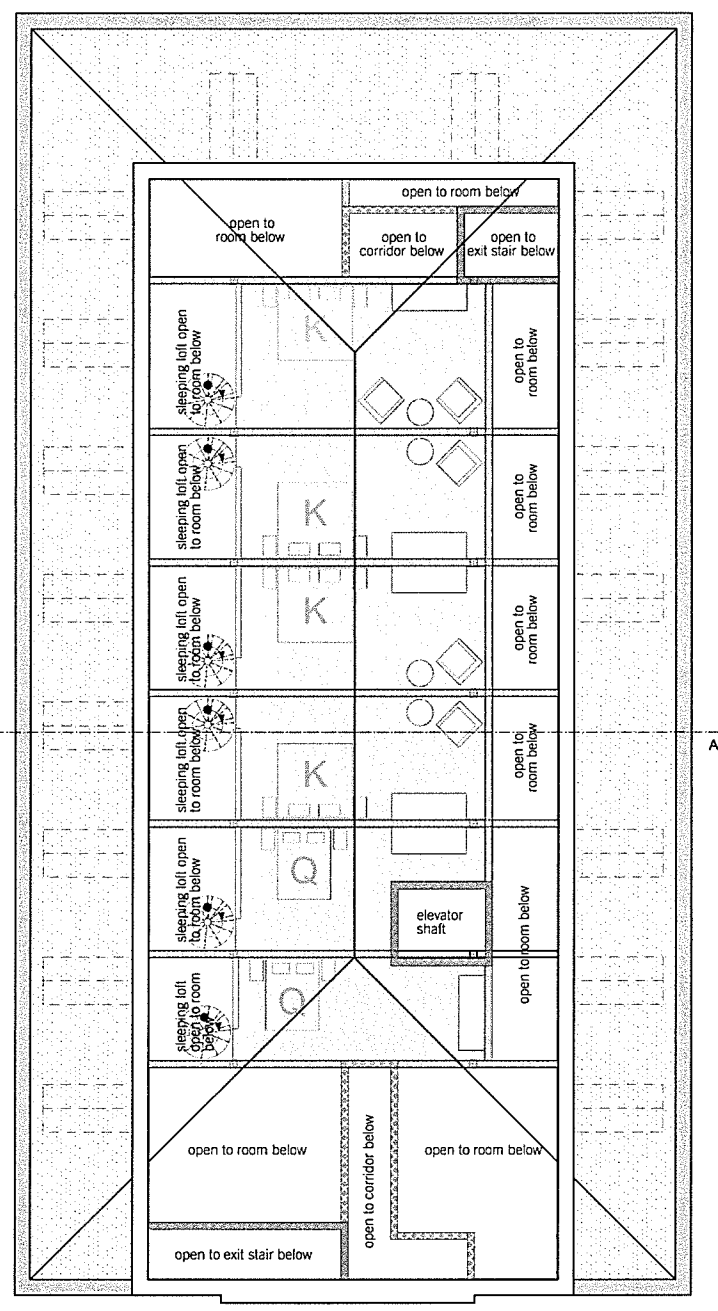 open to room below
open to
room below
open to
corridor below
open to
exit stair below
sleeping loft open
to room below
K
open to
room below
sleeping loft open
to room below
K
open to
room below
sleeping loft open
to room below
K
open to
room below
sleeping loft open
to room below
K
open to
room below
A
sleeping loft open
to room below
Q
elevator
shaft
open to room below
sleeping loft
open to room
below
Q
open to room below
open to corridor below
open to room below
open to exit stair below